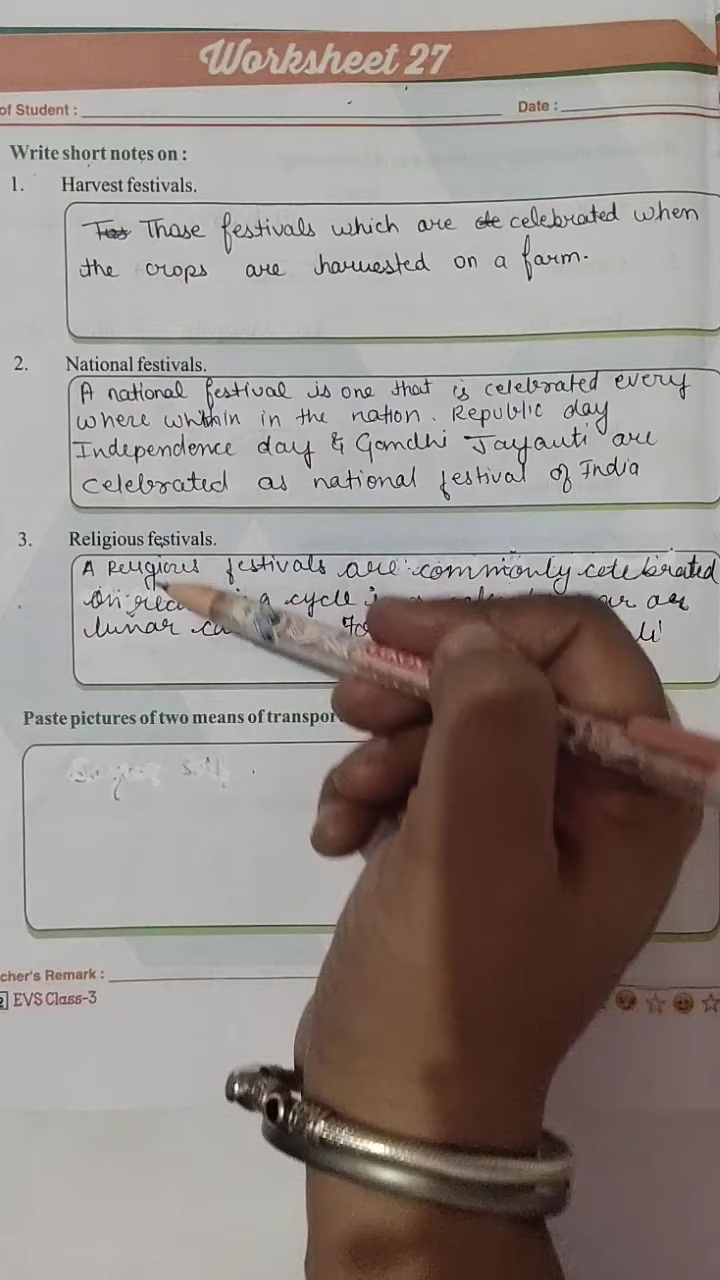 Worksheet 27
of Student : Date :
Write short notes on :
1. Harvest festivals.
Those festivals which are celebrated when
the crops are harvested on a farm.
2. National festivals.
A national festival is one that is celebrated every
where within in the nation. Republic day
Independence day & Gandhi Jayanti are
celebrated as national festival of India
3. Religious festivals.
A Religious festivals are commonly celebrated
on cycle
lunar
Paste pictures of two means of
cher's Remark :
EVS Class-3